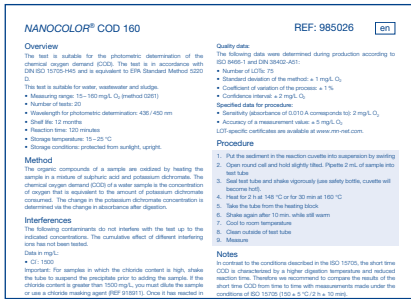 NANOCOLOR® COD 160
REF: 985026
en
Overview
The test is suitable for the photometric determination of the
chemical oxygen demand (COD). The test is in accordance with
DIN ISO 15705-H45 and is equivalent to EPA Standard Method 5220
D.
This test is suitable for water, wastewater and sludge.
• Measuring range: 15–160 mg/L O₂ (method 0261)
• Number of tests: 20
• Wavelength for photometric determination: 436 / 450 nm
• Shelf life: 12 months
• Reaction time: 120 minutes
• Storage temperature: 15–25 °C
• Storage conditions: protected from sunlight, upright.
Method
The organic compounds of a sample are oxidized by heating the
sample in a mixture of sulphuric acid and potassium dichromate. The
chemical oxygen demand (COD) of a water sample is the concentration
of oxygen that is equivalent to the amount of potassium dichromate
consumed. The change in the potassium dichromate concentration is
determined via the change in absorbance after digestion.
Interferences
The following contaminants do not interfere with the test up to the
indicated concentrations. The cumulative effect of different interfering
ions has not been tested.
Data in mg/L:
• Cl⁻: 1500
Important: For samples in which the chloride content is high, shake
the tube to suspend the precipitate prior to adding the sample. If the
chloride content is greater than 1500 mg/L, you must dilute the sample
or use a chloride masking agent (REF 918911). Once it has reacted in
Quality data:
The following data were determined during production according to
ISO 8466-1 and DIN 38402-A51:
• Number of LOTs: 75
• Standard deviation of the method: ± 1 mg/L O₂
• Coefficient of variation of the process: ± 1 %
• Confidence interval: ± 2 mg/L O₂
Specified data for procedure:
• Sensitivity (absorbance of 0.010 A corresponds to): 2 mg/L O₂
• Accuracy of a measurement value: ± 5 mg/L O₂
LOT-specific certificates are available at www.mn-net.com.
Procedure
1. Put the sediment in the reaction cuvette into suspension by swirling
2. Open round cell and hold slightly tilted. Pipette 2 mL of sample into
test tube
3. Seal test tube and shake vigorously (use safety bottle, cuvette will
become hot!).
4. Heat for 2 h at 148 °C or for 30 min at 160 °C
5. Take the tube from the heating block
6. Shake again after 10 min. while still warm
7. Cool to room temperature
8. Clean outside of test tube
9. Measure
Notes
In contrast to the conditions described in the ISO 15705, the short time
COD is characterized by a higher digestion temperature and reduced
reaction time. Therefore we recommend to compare the results of the
short time COD from time to time with measurements made under the
conditions of ISO 15705 (150 ± 5 °C/2 h ± 10 min).